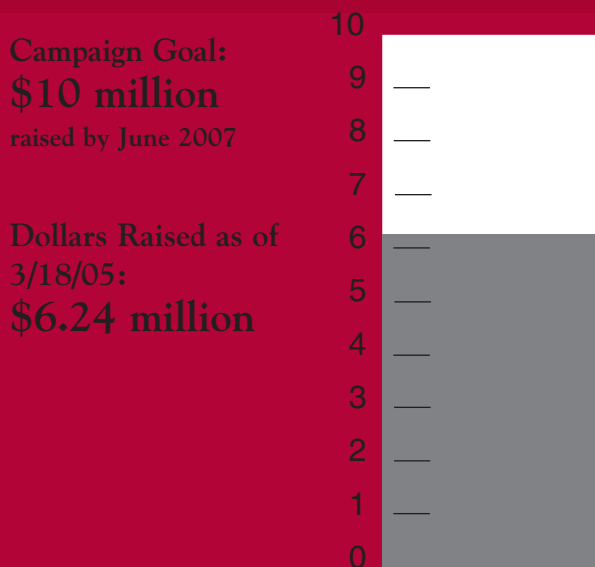 Campaign Goal:
$10 million
raised by June 2007
Dollars Raised as of
3/18/05:
$6.24 million
10
9
8
7
6
5
4
3
2
1
0